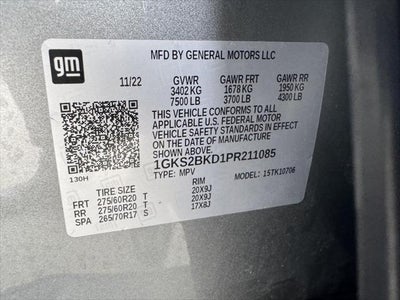 gm
MFD BY GENERAL MOTORS LLC
11/22 GVWR GAWR FRT GAWR RR
3402 KG 1678 KG 1950 KG
7500 LB 3700 LB 4300 LB
THIS VEHICLE CONFORMS TO ALL
APPLICABLE U.S. FEDERAL MOTOR
VEHICLE SAFETY STANDARDS IN EFFECT
ON THE DATE OF MANUFACTURE
SHOWN ABOVE.
1GKS2BKD1PR211085
130H TYPE: MPV MODEL: 15TK10706
TIRE SIZE RIM
FRT 275/60R20 T 20X9J
RR 275/60R20 T 20X9J
SPA 265/70R17 S 17X8J